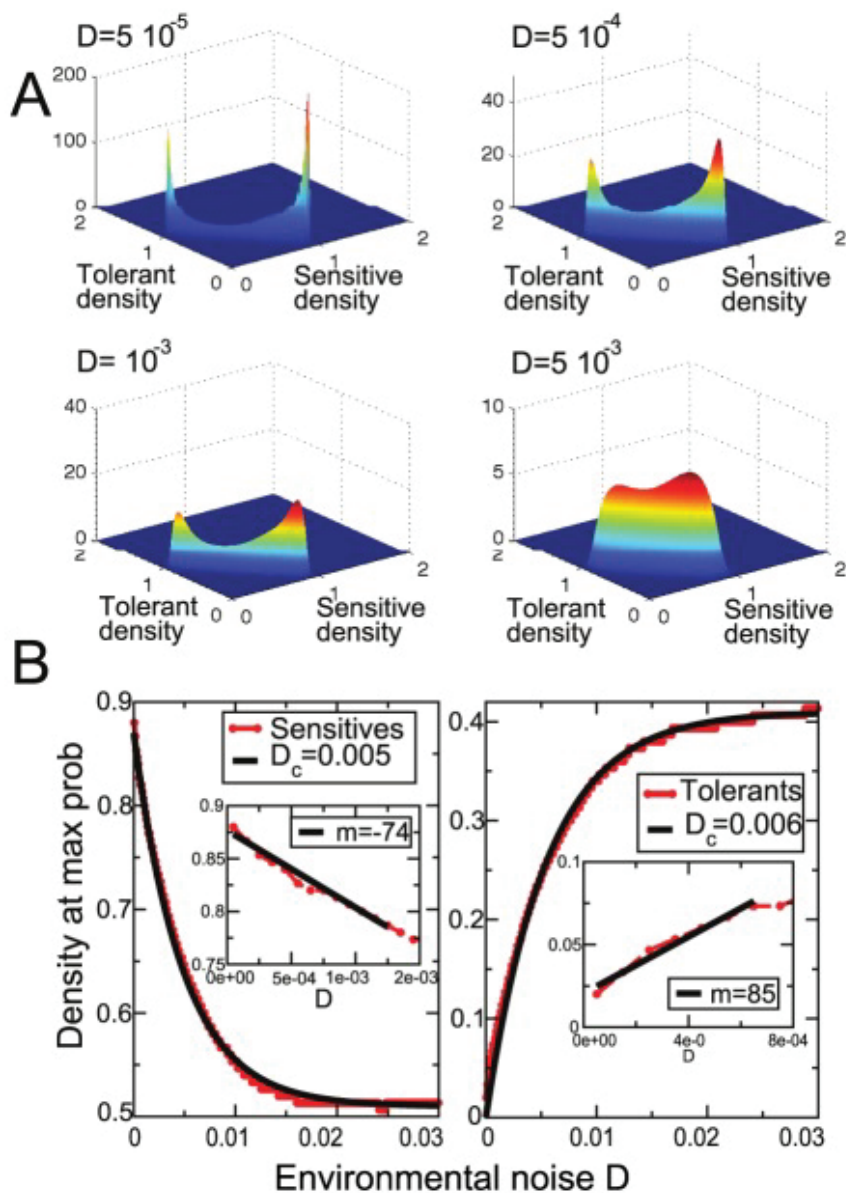 A
D=5 10-5
200
100
0
2
1
0
0
1
2
Tolerant
density
Sensitive
density
D=5 10-4
40
20
0
2
1
0
0
1
2
Tolerant
density
Sensitive
density
D= 10-3
40
20
0
2
1
0
0
1
2
Tolerant
density
Sensitive
density
D=5 10-3
10
5
0
2
1
0
0
1
2
Tolerant
density
Sensitive
density
B
Density at max prob
0.9
0.8
0.7
0.6
0.5
0
0.01
0.02
0.03
Sensitives
Dc=0.005
0.9
0.85
0.8
0.75
m=-74
0e+00
5e-04
1e-03
2e-03
D
0.4
0.3
0.2
0.1
0
0
0.01
0.02
0.03
Tolerants
Dc=0.006
0.1
0.05
0
m=85
0e+00
4e-0
8e-04
D
Environmental noise D